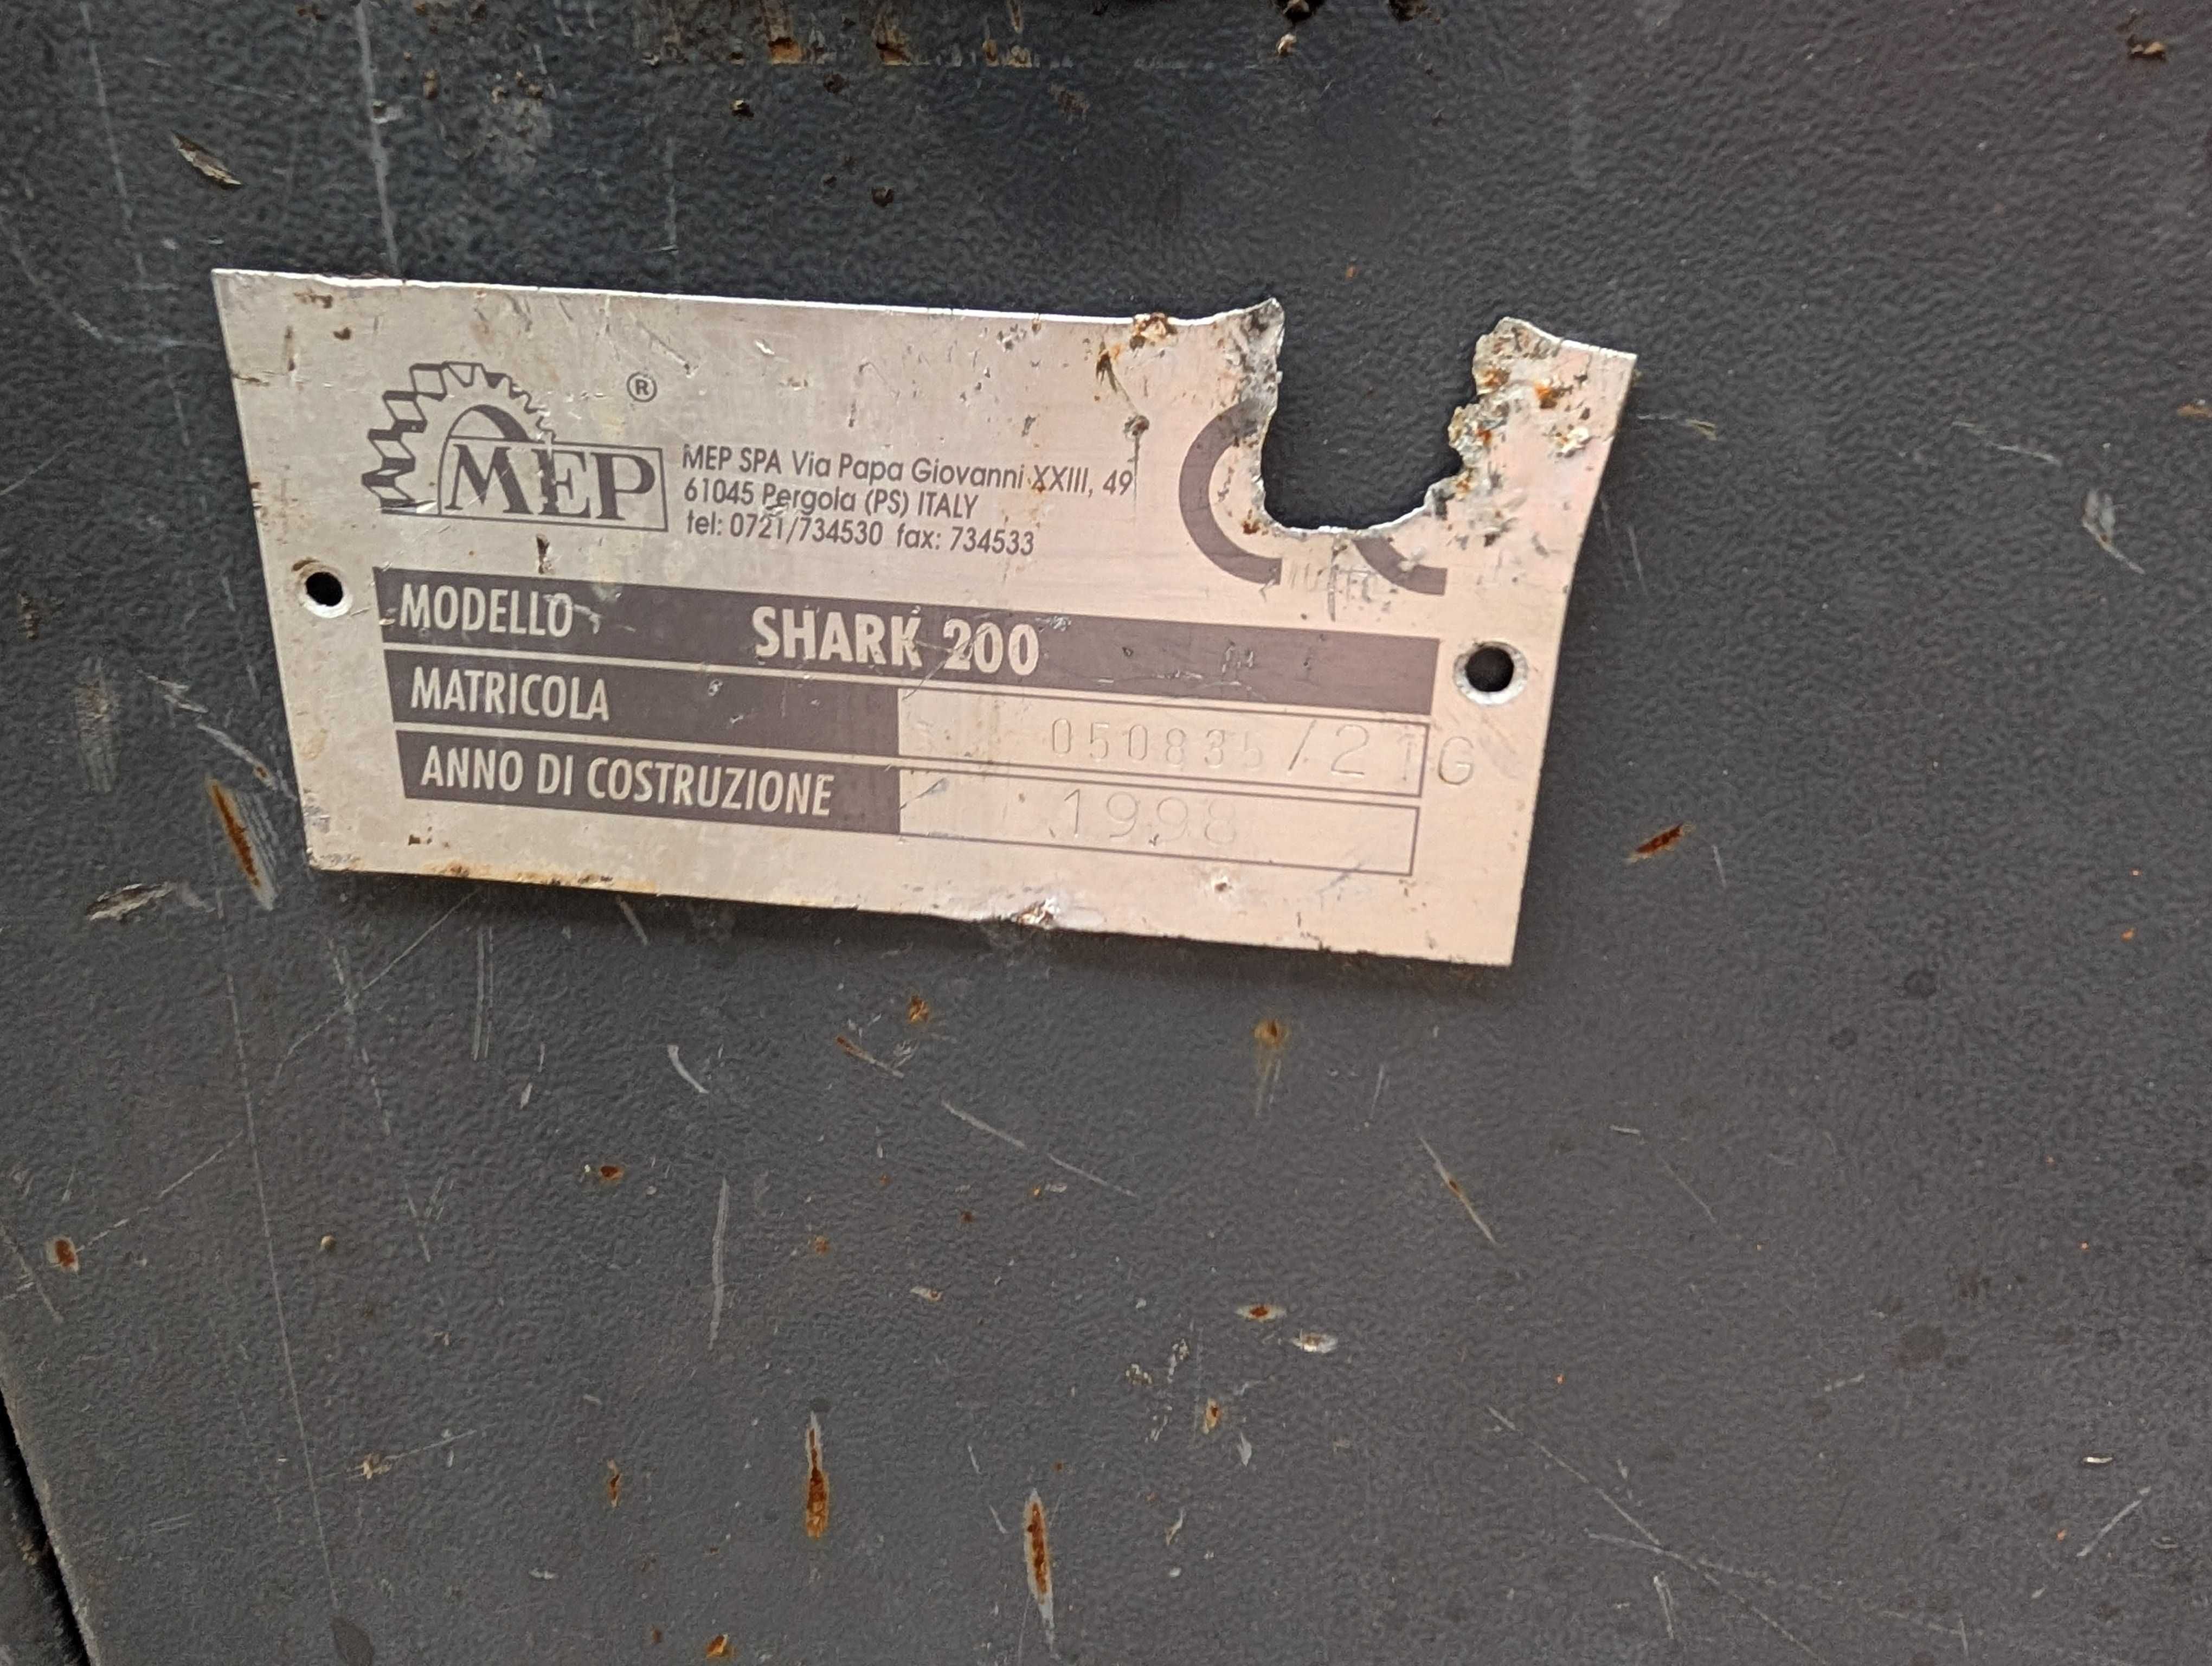 ®
MEP
MEP SPA Via Papa Giovanni XXIII, 49
61045 Pergola (PS) ITALY
tel: 0721/734530 fax: 734533
CE
MODELLO SHARK 200
MATRICOLA
ANNO DI COSTRUZIONE 1998